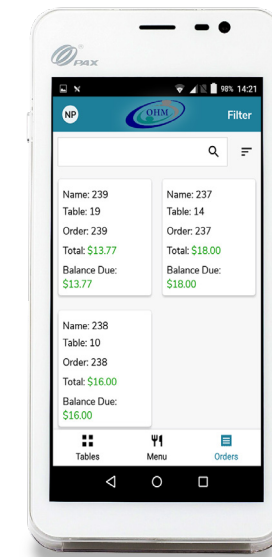 PAX
98% 14:21
NP
OHM
Filter
Name: 239
Table: 19
Order: 239
Total: $13.77
Balance Due:
$13.77
Name: 237
Table: 14
Order: 237
Total: $18.00
Balance Due:
$18.00
Name: 238
Table: 10
Order: 238
Total: $16.00
Balance Due:
$16.00
Tables
Menu
Orders